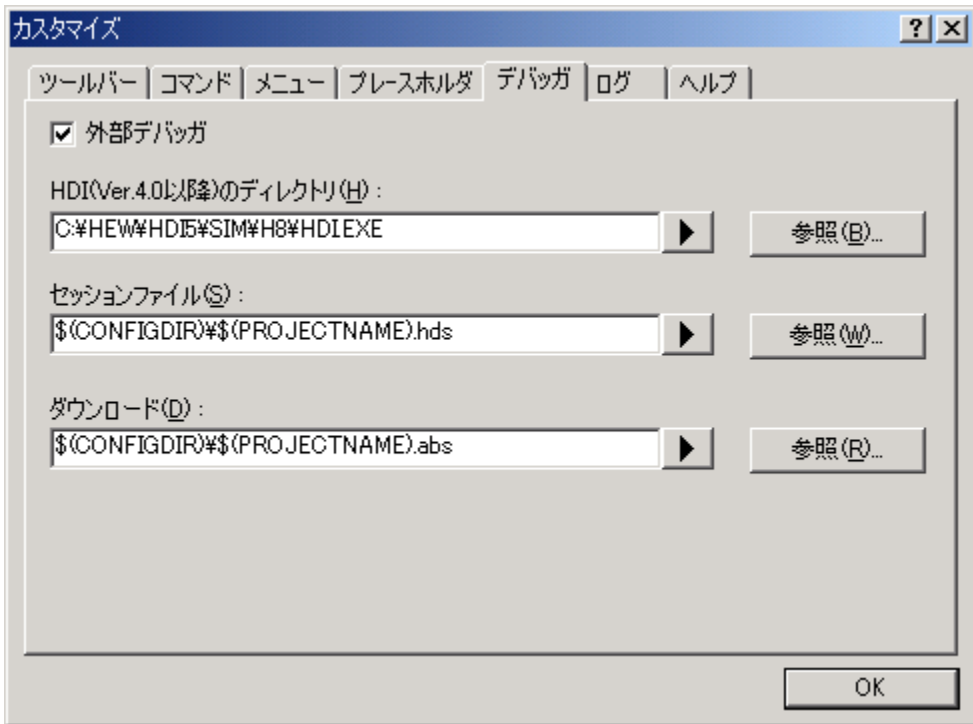 カスタマイズ
ツールバー コマンド メニュー プレースホルダ デバッガ ログ ヘルプ
外部デバッガ
HDI(Ver.4.0以降)のディレクトリ(H) :
C:¥HEW¥HDI5¥SIM¥H8¥HDI.EXE 参照(B)...
セッションファイル(S) :
$(CONFIGDIR)¥$(PROJECTNAME).hds 参照(W)...
ダウンロード(D) :
$(CONFIGDIR)¥$(PROJECTNAME).abs 参照(R)...
OK